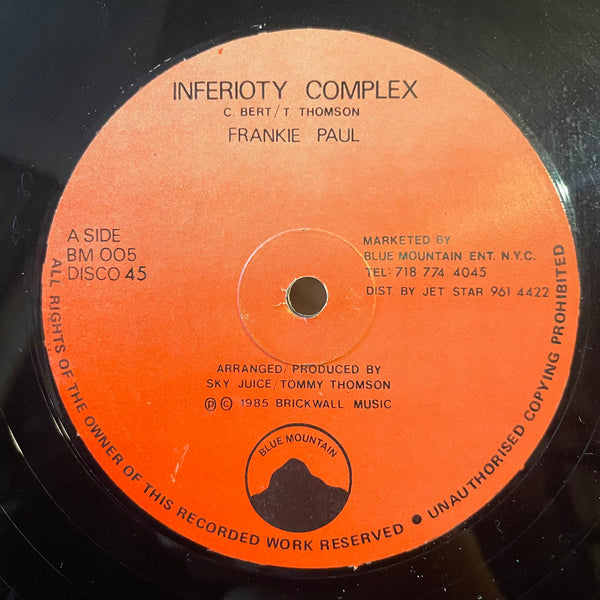 INFERIOTY COMPLEX
C. BERT/T. THOMSON
FRANKIE PAUL
A SIDE
BM 005
DISCO 45
MARKETED BY
BLUE MOUNTAIN ENT. N.Y.C.
TEL: 718 774 4045
DIST. BY JET STAR 961 4422
ARRANGED/PRODUCED BY
SKY JUICE/TOMMY THOMSON
Ⓟ © 1985 BRICKWALL MUSIC
BLUE MOUNTAIN
ALL RIGHTS OF THE OWNER OF THIS RECORDED WORK RESERVED • UNAUTHORISED COPYING PROHIBITED